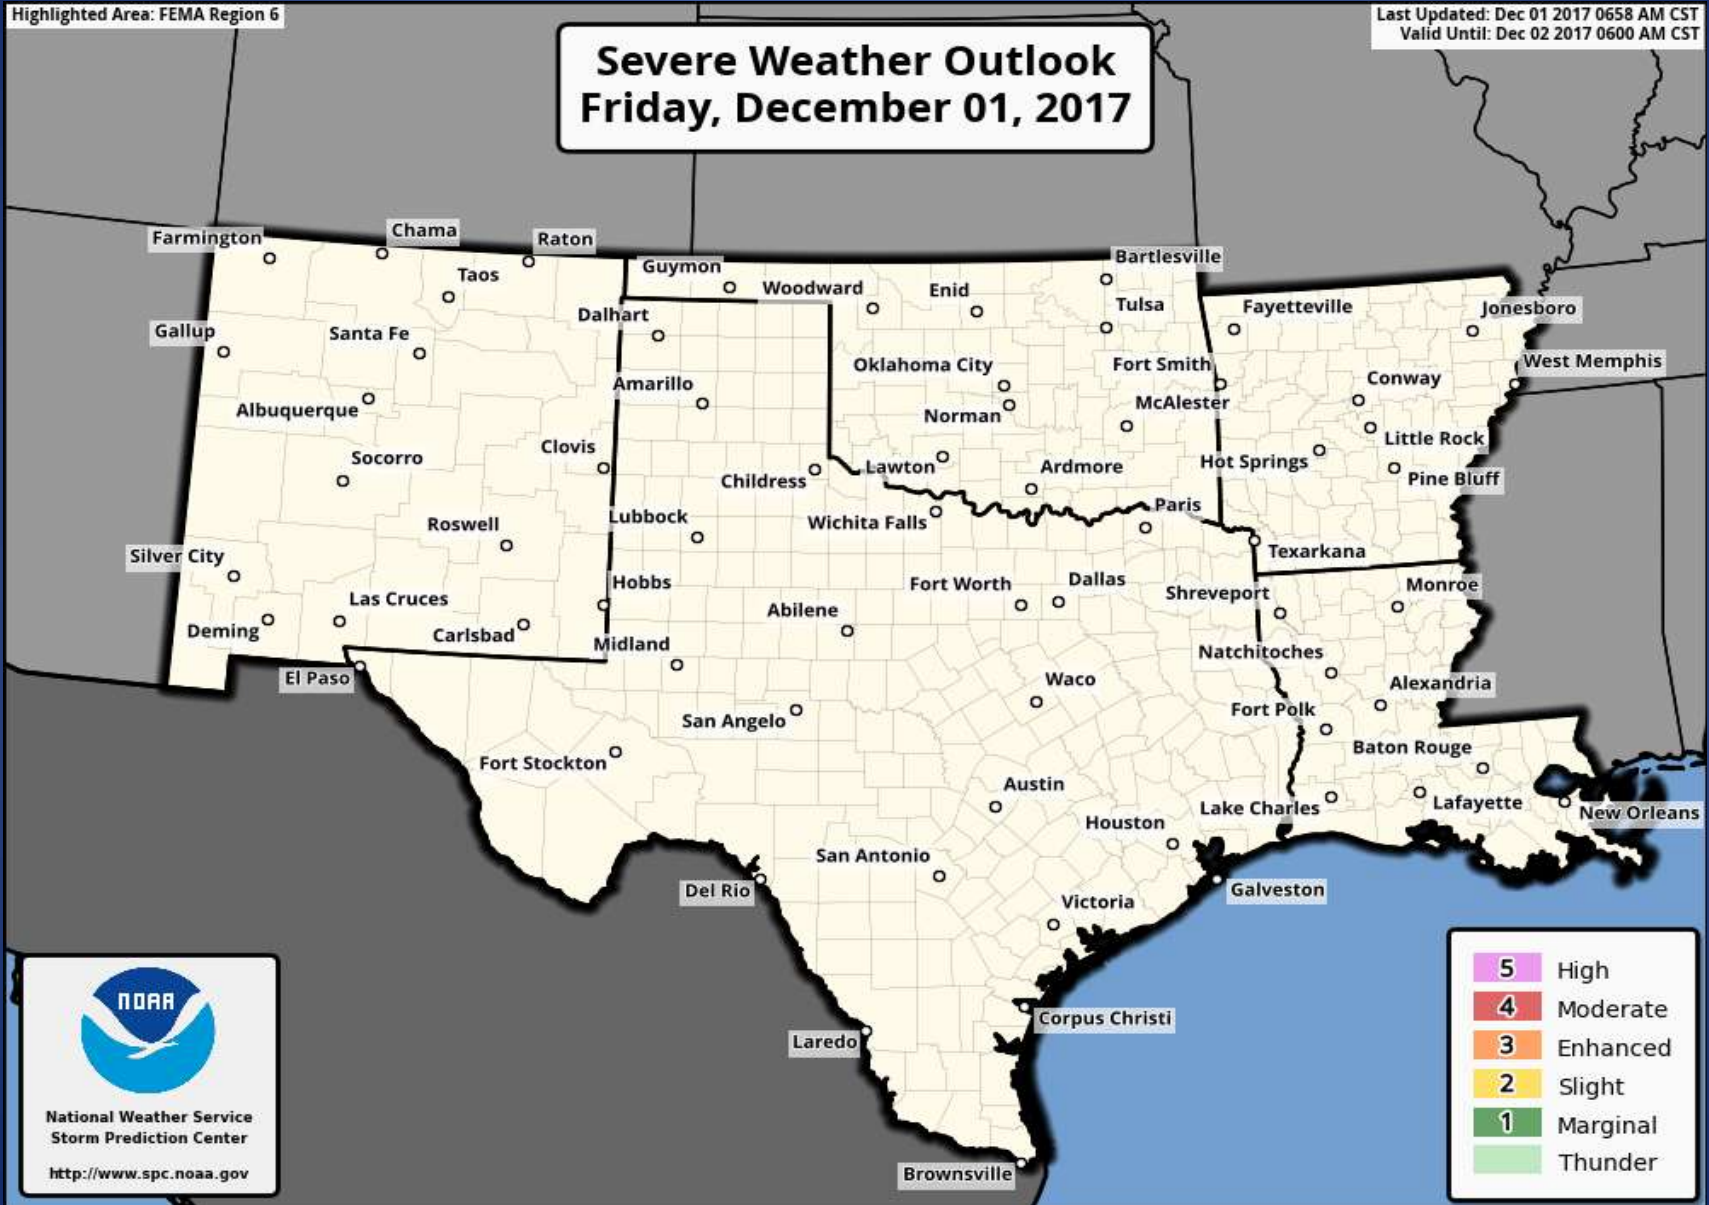 Highlighted Area: FEMA Region 6
Last Updated: Dec 01 2017 0658 AM CST
Valid Until: Dec 02 2017 0600 AM CST
Severe Weather Outlook
Friday, December 01, 2017
Farmington
Chama
Raton
Taos
Guymon
Woodward
Enid
Bartlesville
Tulsa
Fayetteville
Jonesboro
Gallup
Santa Fe
Dalhart
Oklahoma City
Fort Smith
West Memphis
Albuquerque
Amarillo
Norman
McAlester
Conway
Little Rock
Socorro
Clovis
Childress
Lawton
Ardmore
Hot Springs
Pine Bluff
Roswell
Lubbock
Wichita Falls
Paris
Texarkana
Silver City
Las Cruces
Hobbs
Fort Worth
Dallas
Shreveport
Monroe
Deming
Carlsbad
Midland
Abilene
Natchitoches
El Paso
San Angelo
Waco
Alexandria
Fort Polk
Fort Stockton
Baton Rouge
Austin
Lake Charles
Lafayette
New Orleans
Houston
San Antonio
Del Rio
Galveston
Victoria
Corpus Christi
Laredo
Brownsville
NOAA
National Weather Service
Storm Prediction Center
http://www.spc.noaa.gov
5 High
4 Moderate
3 Enhanced
2 Slight
1 Marginal
Thunder